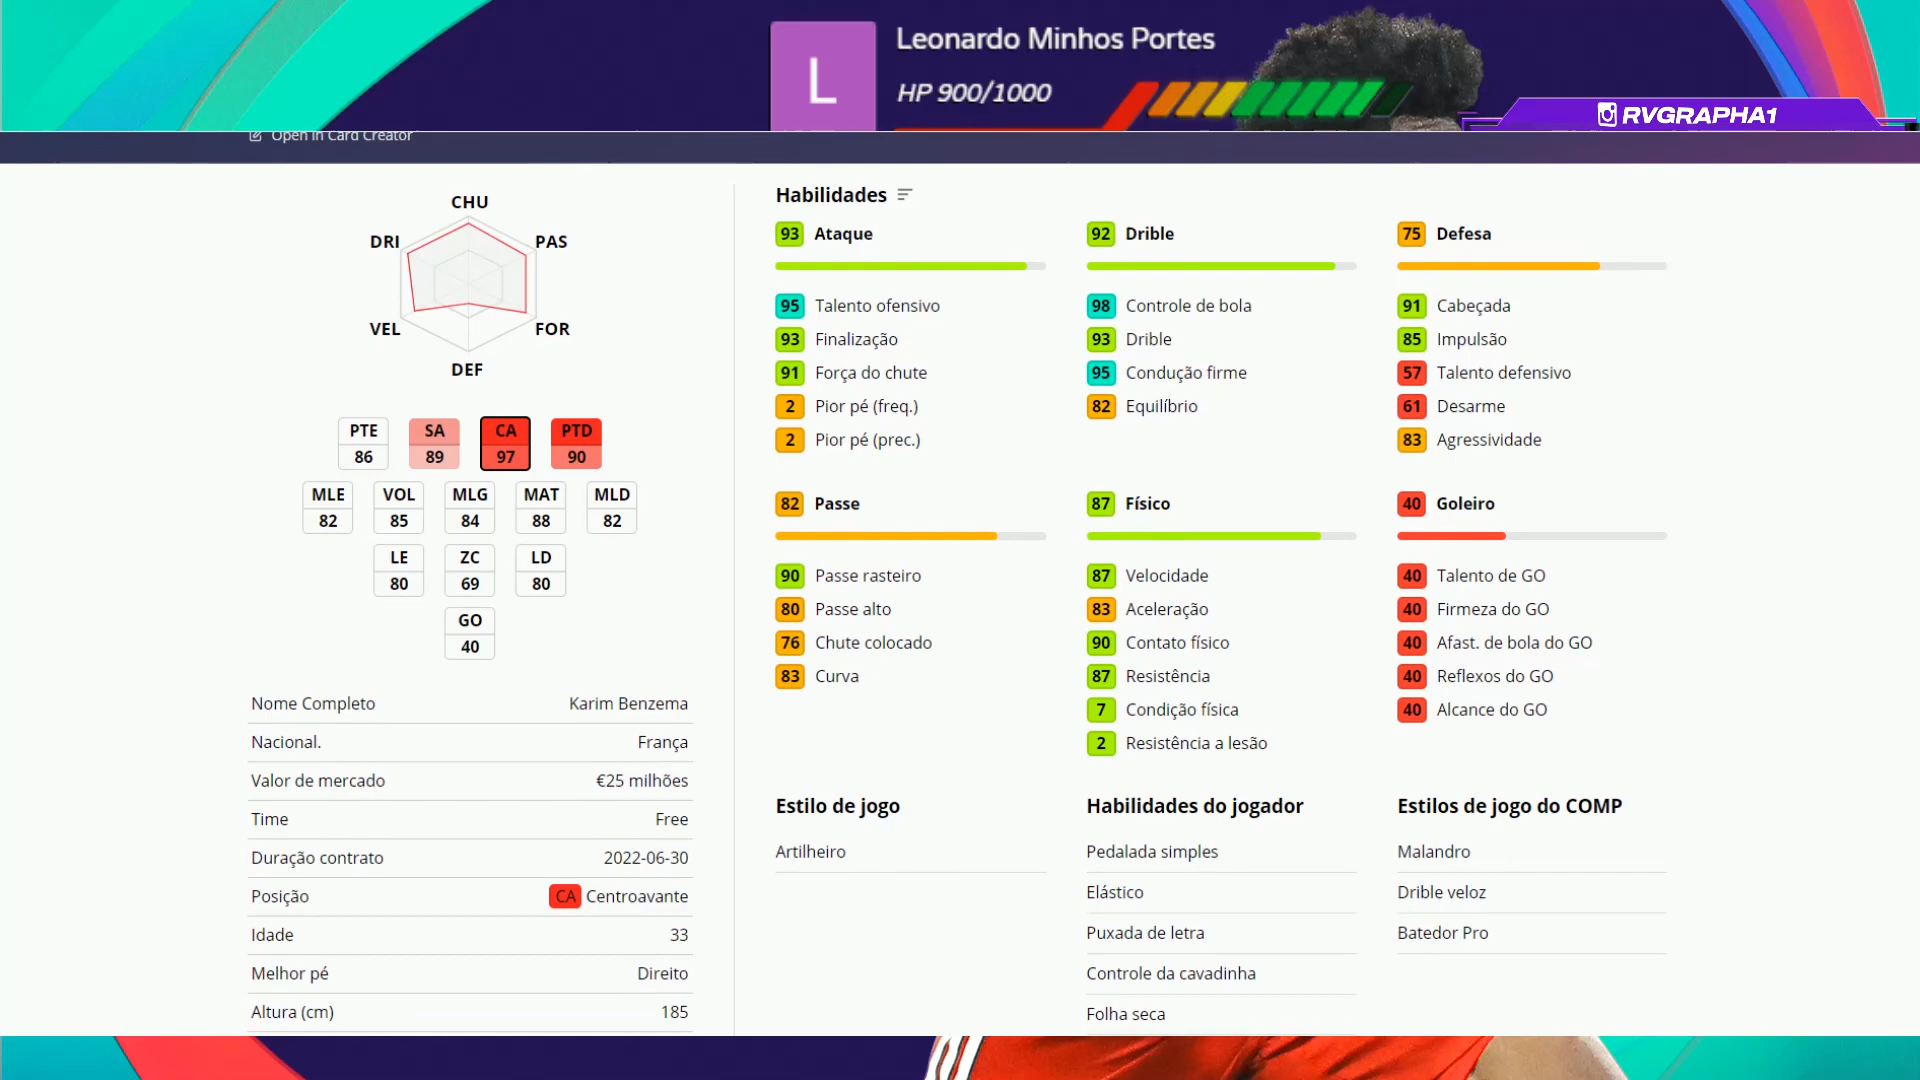 Leonardo Minhos Portes
L
HP 900/1000
RVGRAPHA1
Open in Card Creator
CHU
DRI
PAS
VEL
FOR
DEF
PTE
86
SA
89
CA
97
PTD
90
MLE
82
VOL
85
MLG
84
MAT
88
MLD
82
LE
80
ZC
69
LD
80
GO
40
Nome Completo Karim Benzema
Nacional. França
Valor de mercado €25 milhões
Time Free
Duração contrato 2022-06-30
Posição CA Centroavante
Idade 33
Melhor pé Direito
Altura (cm) 185
Habilidades
93 Ataque
95 Talento ofensivo
93 Finalização
91 Força do chute
2 Pior pé (freq.)
2 Pior pé (prec.)
92 Drible
98 Controle de bola
93 Drible
95 Condução firme
82 Equilíbrio
75 Defesa
91 Cabeçada
85 Impulsão
57 Talento defensivo
61 Desarme
83 Agressividade
82 Passe
90 Passe rasteiro
80 Passe alto
76 Chute colocado
83 Curva
87 Físico
87 Velocidade
83 Aceleração
90 Contato físico
87 Resistência
7 Condição física
2 Resistência a lesão
40 Goleiro
40 Talento de GO
40 Firmeza do GO
40 Afast. de bola do GO
40 Reflexos do GO
40 Alcance do GO
Estilo de jogo
Artilheiro
Habilidades do jogador
Pedalada simples
Elástico
Puxada de letra
Controle da cavadinha
Folha seca
Estilos de jogo do COMP
Malandro
Drible veloz
Batedor Pro